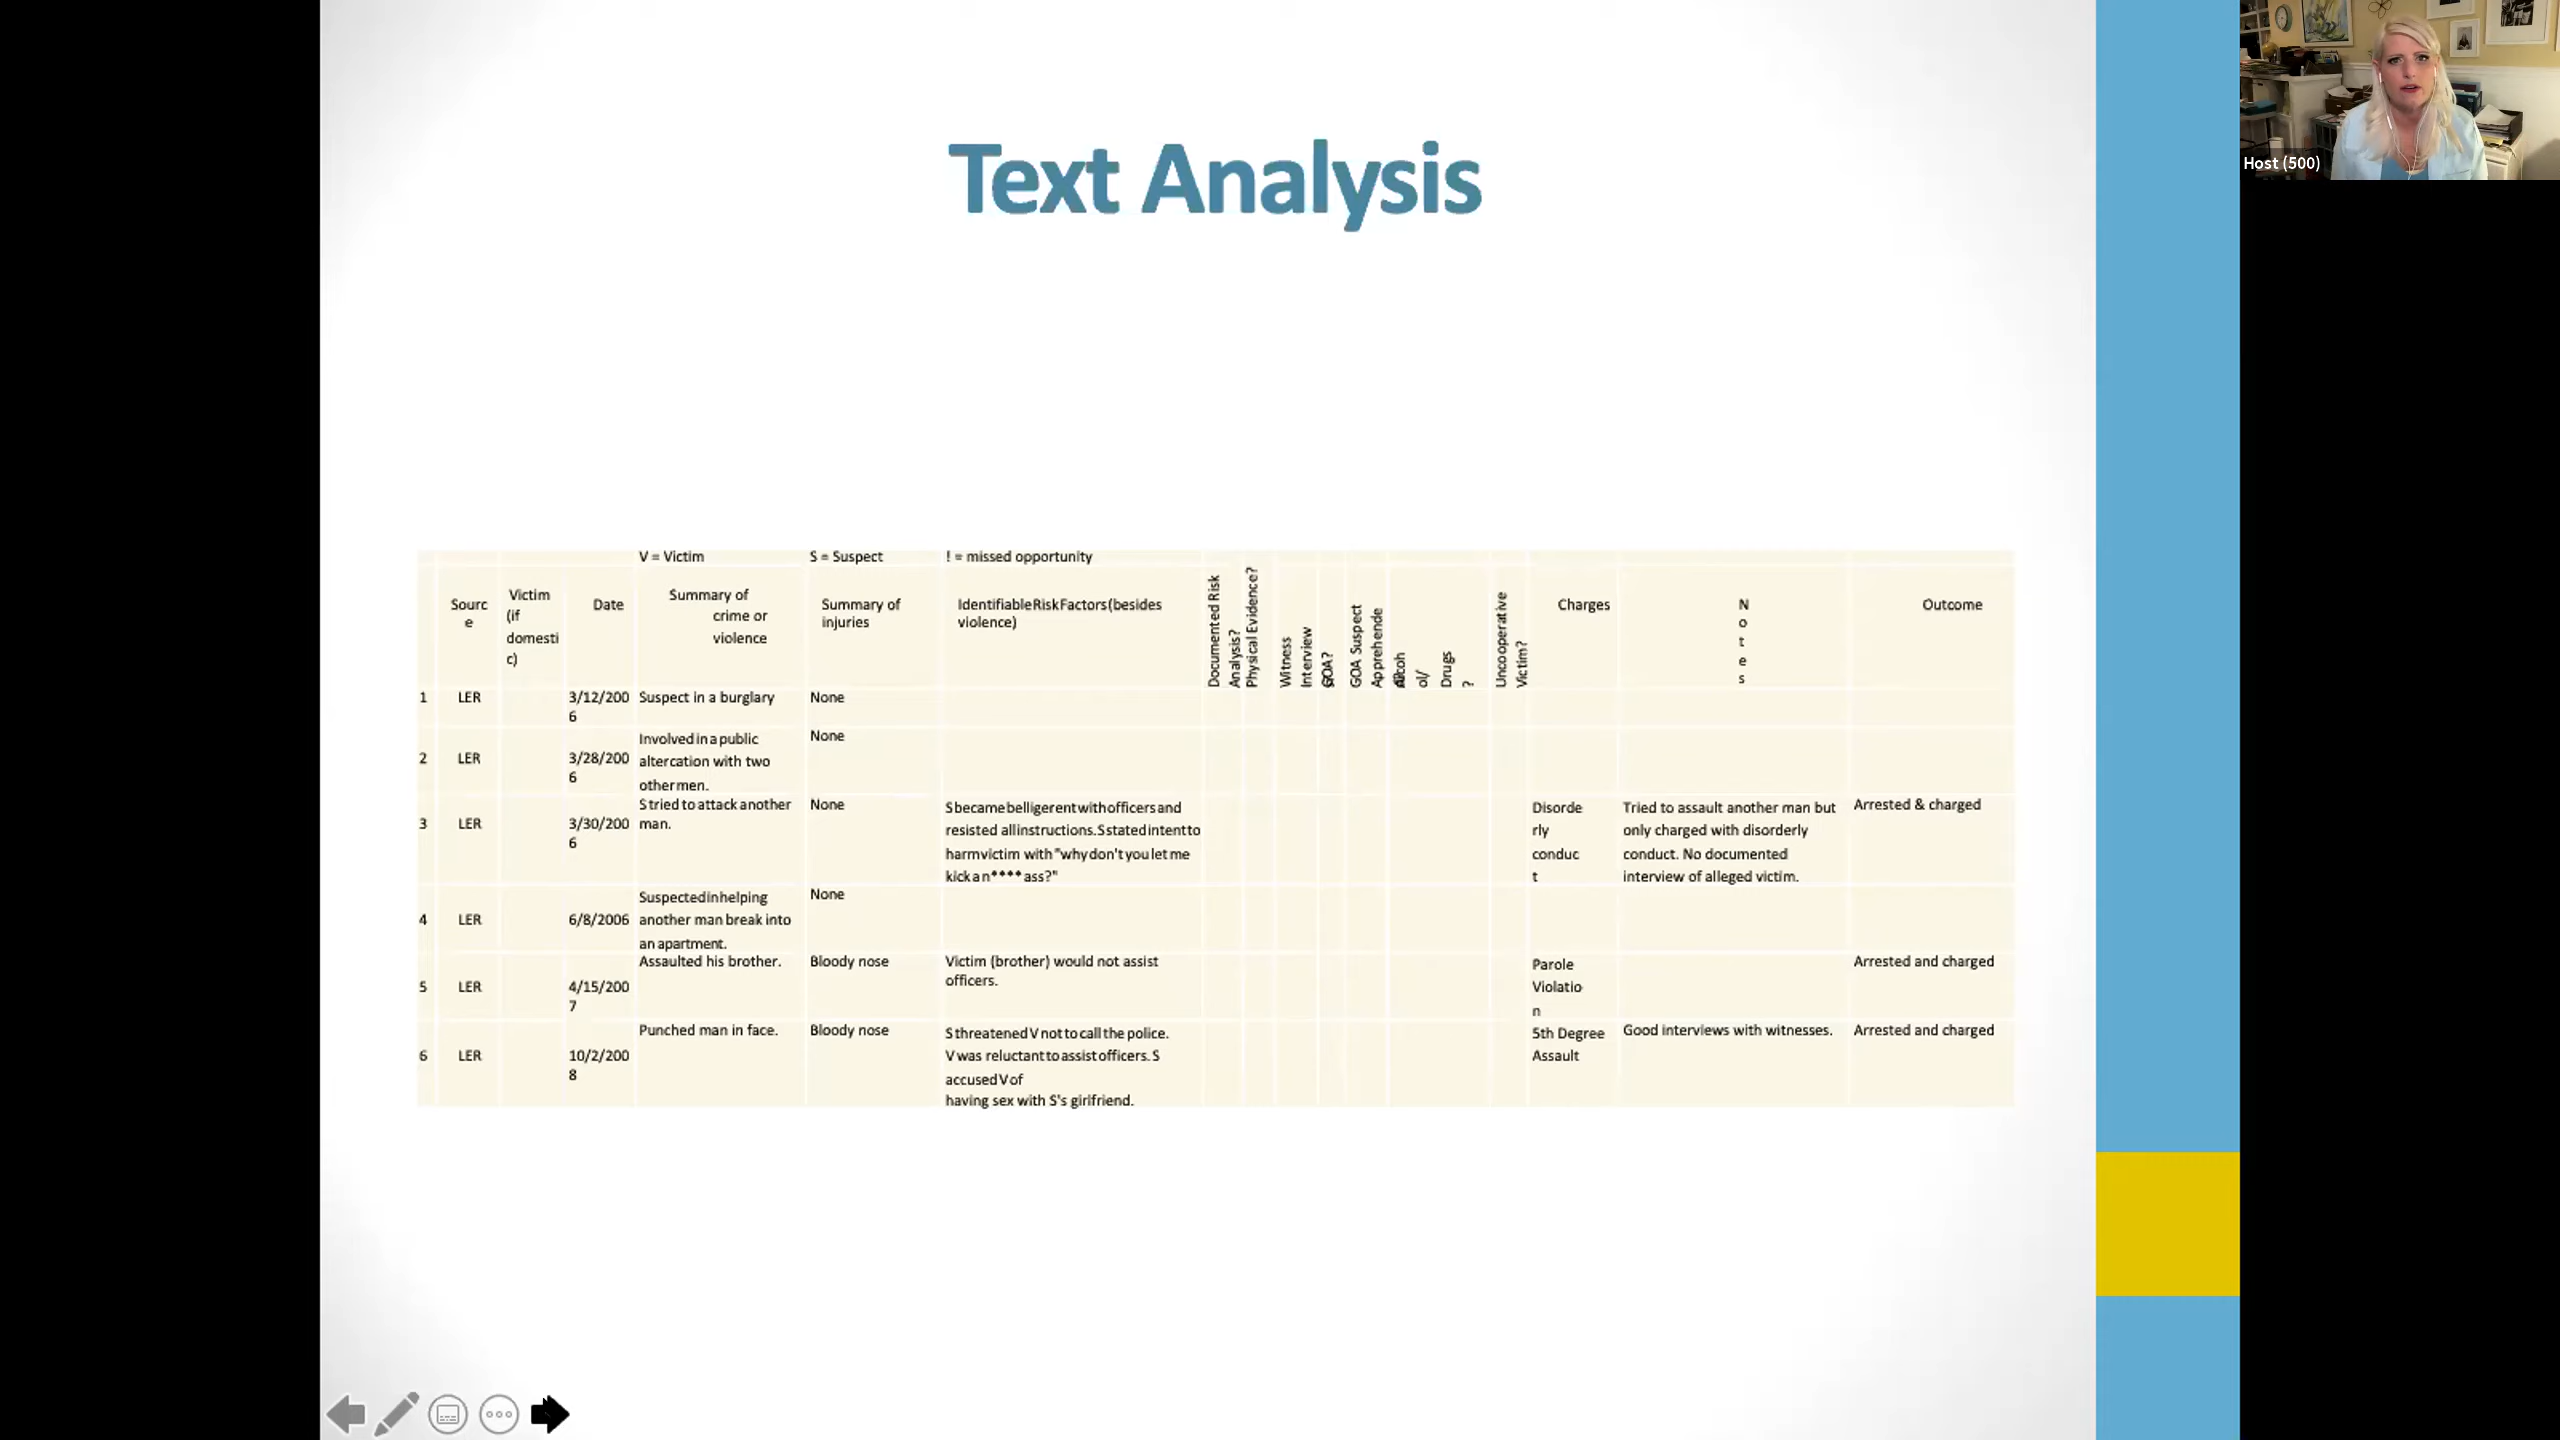 Text Analysis
Host (500)
V = Victim
S = Suspect
! = missed opportunity
Sourc
e
Victim
(if
domesti
c)
Date
Summary of
crime or
violence
Summary of
injuries
Identifiable Risk Factors (besides
violence)
Documented Risk
Analysis?
Physical Evidence?
Witness
Interview
GOA?
GOA Suspect
Apprehende
ol/
Drugs
?
Uncooperative
Victim?
Charges
N
o
t
e
s
Outcome
1
LER
3/12/200
6
Suspect in a burglary
None
2
LER
3/28/200
6
Involved in a public
altercation with two
other men.
None
3
LER
3/30/200
6
S tried to attack another
man.
None
S became belligerent with officers and
resisted all instructions. S stated intent to
harm victim with "why don't you let me
kick a n**** ass?"
Disorde
rly
conduc
t
Tried to assault another man but
only charged with disorderly
conduct. No documented
interview of alleged victim.
Arrested & charged
4
LER
6/8/2006
Suspected in helping
another man break into
an apartment.
None
5
LER
4/15/200
7
Assaulted his brother.
Bloody nose
Victim (brother) would not assist
officers.
Parole
Violatio
n
Arrested and charged
6
LER
10/2/200
8
Punched man in face.
Bloody nose
S threatened V not to call the police.
V was reluctant to assist officers. S
accused V of
having sex with S's girlfriend.
5th Degree
Assault
Good interviews with witnesses.
Arrested and charged